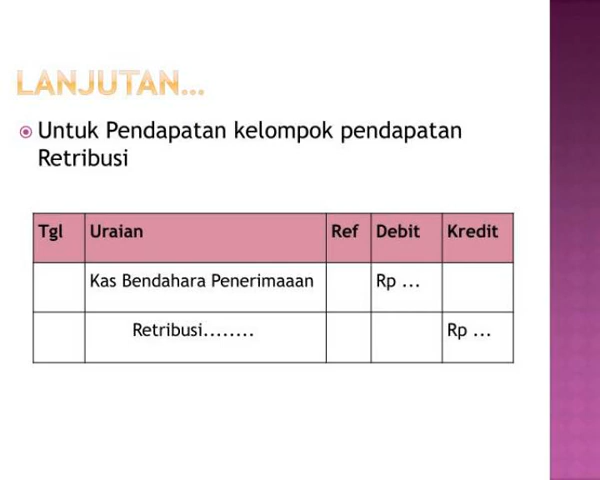 LANJUTAN...
Untuk Pendapatan kelompok pendapatan
Retribusi
Tgl Uraian Ref Debit Kredit
Kas Bendahara Penerimaaan Rp ...
Retribusi........ Rp ...